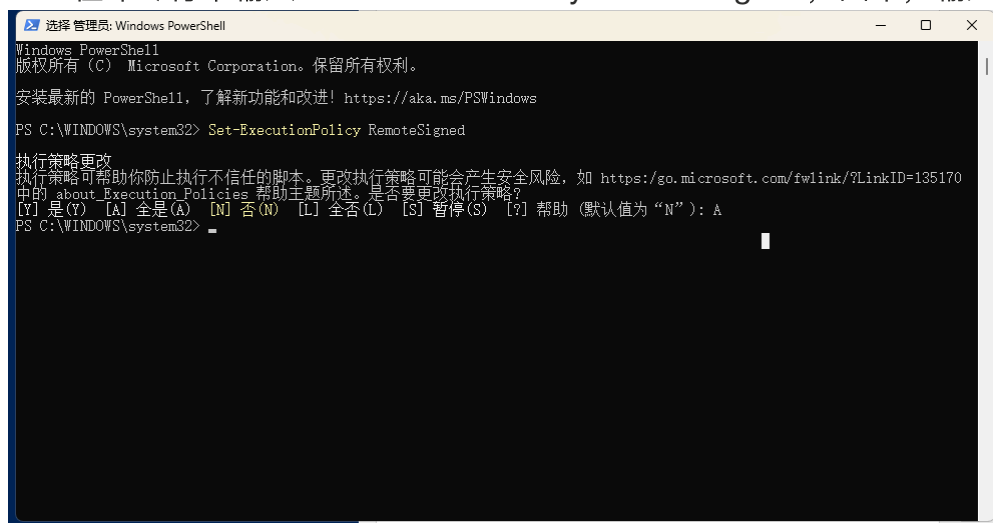 选择 管理员: Windows PowerShell
Windows PowerShell
版权所有 (C) Microsoft Corporation。保留所有权利。
安装最新的 PowerShell，了解新功能和改进！https://aka.ms/PSWindows
PS C:\WINDOWS\system32> Set-ExecutionPolicy RemoteSigned
执行策略更改
执行策略可帮助你防止执行不信任的脚本。更改执行策略可能会产生安全风险，如 https:/go.microsoft.com/fwlink/?LinkID=135170
中的 about_Execution_Policies 帮助主题所述。是否要更改执行策略?
[Y] 是(Y) [A] 全是(A) [N] 否(N) [L] 全否(L) [S] 暂停(S) [?] 帮助 (默认值为“N”): A
PS C:\WINDOWS\system32>